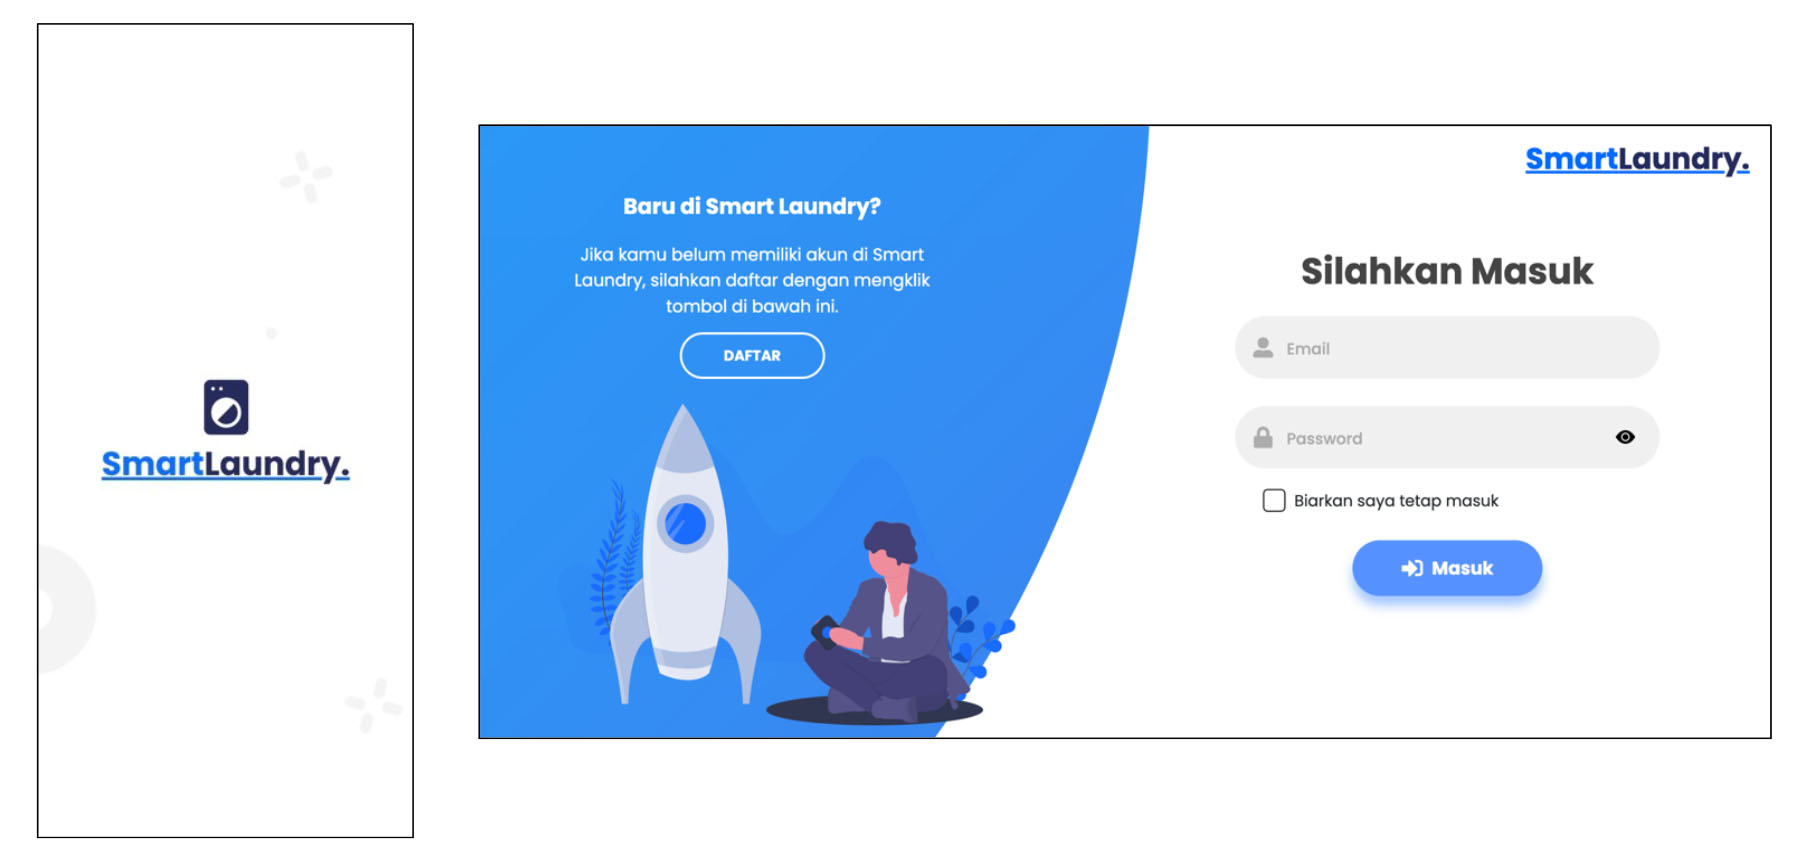 SmartLaundry.
Baru di Smart Laundry?
Jika kamu belum memiliki akun di Smart
Laundry, silahkan daftar dengan mengklik
tombol di bawah ini.
DAFTAR
SmartLaundry.
Silahkan Masuk
Email
Password
Biarkan saya tetap masuk
Masuk